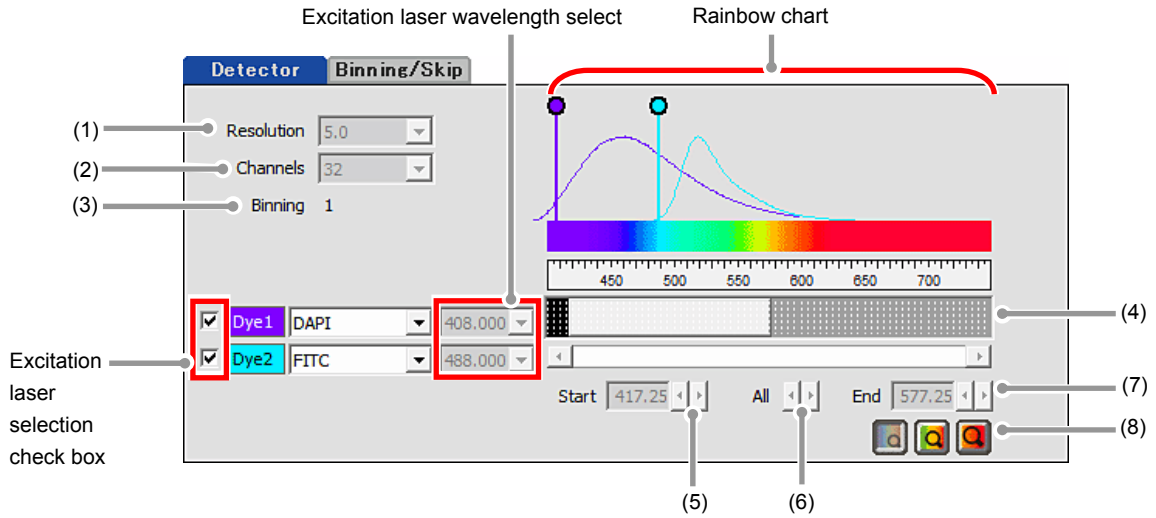 Excitation laser wavelength select
Rainbow chart
Detector
Binning/Skip
(1)
Resolution
5.0
(2)
Channels
32
(3)
Binning
1
450 500 550 600 650 700
Dye1
DAPI
408.000
(4)
Dye2
FITC
488.000
Excitation
laser
selection
check box
Start
417.25
All
End
577.25
(7)
(8)
(5)
(6)